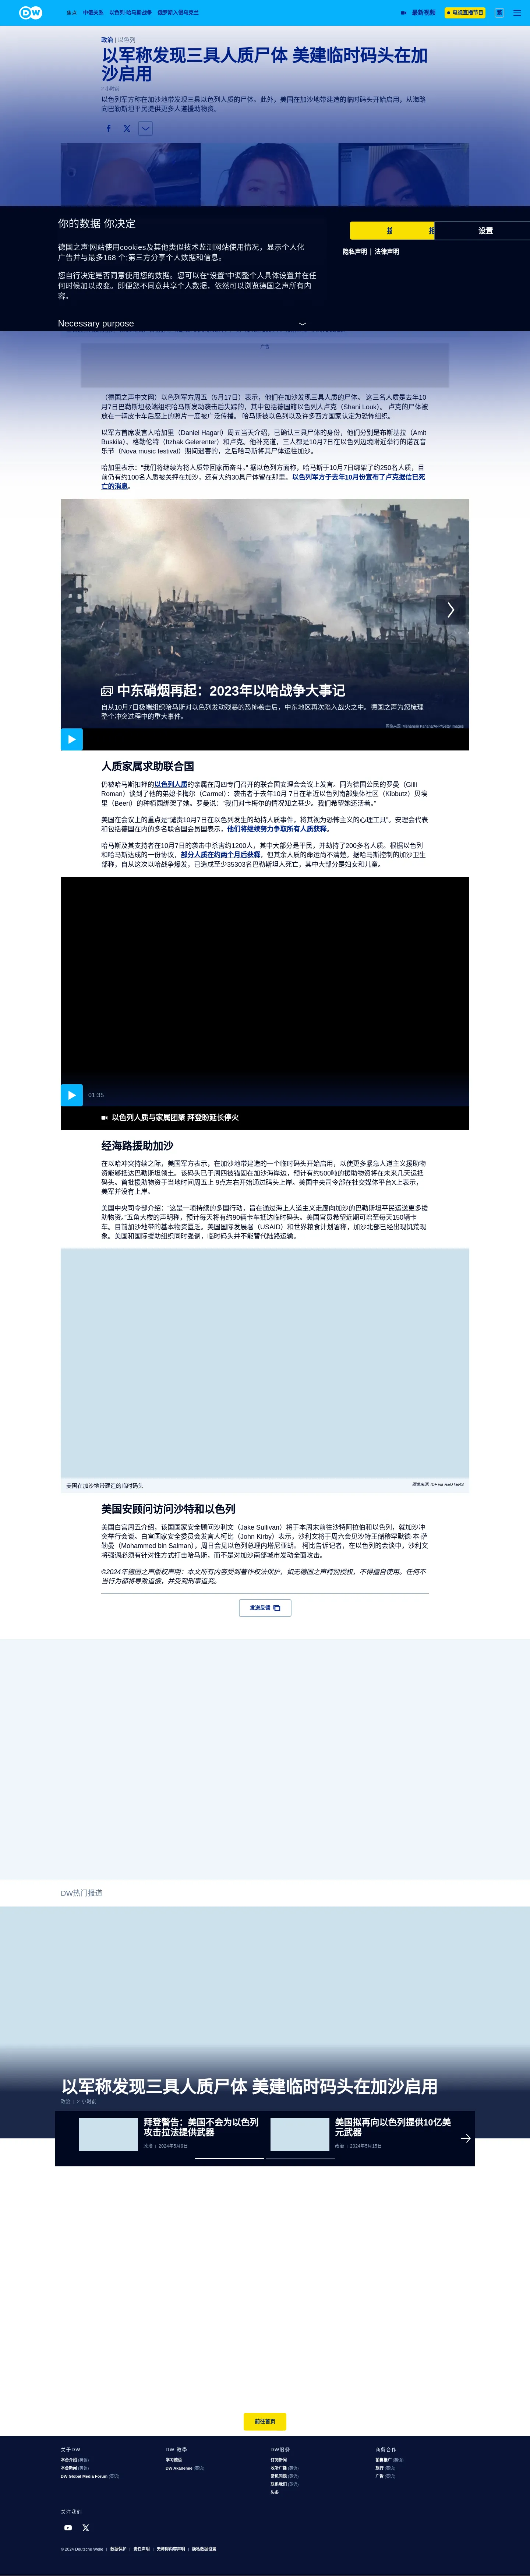 DW
焦点 中俄关系 以色列-哈马斯战争 俄罗斯入侵乌克兰
最新视频
电视直播节目
繁
政治 | 以色列
以军称发现三具人质尸体 美建临时码头在加沙启用
2 小时前
以色列军方称在加沙地带发现三具以色列人质的尸体。此外，美国在加沙地带建造的临时码头开始启用，从海路向巴勒斯坦平民提供更多人道援助物资。
你的数据 你决定
德国之声”网站使用cookies及其他类似技术监测网站使用情况，显示个人化广告并与最多168 个;第三方分享个人数据和信息。
您自行决定是否同意使用您的数据。您可以在“设置”中调整个人具体设置并在任何时候加以改变。即便您不同意共享个人数据，依然可以浏览德国之声所有内容。
Necessary purpose
设置
隐私声明 | 法律声明
广告
（德国之声中文网）以色列军方周五（5月17日）表示，他们在加沙发现三具人质的尸体。 这三名人质是去年10月7日巴勒斯坦极端组织哈马斯发动袭击后失踪的，其中包括德国籍以色列人卢克（Shani Louk）。 卢克的尸体被放在一辆皮卡车后座上的照片一度被广泛传播。 哈马斯被以色列以及许多西方国家认定为恐怖组织。
以军方首席发言人哈加里（Daniel Hagari）周五当天介绍，已确认三具尸体的身份，他们分别是布斯基拉（Amit Buskila）、格勒伦特（Itzhak Gelerenter）和卢克。他补充道，三人都是10月7日在以色列边境附近举行的诺瓦音乐节（Nova music festival）期间遇害的，之后哈马斯将其尸体运往加沙。
哈加里表示：“我们将继续为将人质带回家而奋斗。” 据以色列方面称，哈马斯于10月7日绑架了约250名人质，目前仍有约100名人质被关押在加沙，还有大约30具尸体留在那里。以色列军方于去年10月份宣布了卢克据信已死亡的消息。
中东硝烟再起：2023年以哈战争大事记
自从10月7日极端组织哈马斯对以色列发动残暴的恐怖袭击后，中东地区再次陷入战火之中。德国之声为您梳理整个冲突过程中的重大事件。
图像来源: Menahem Kahana/AFP/Getty Images
人质家属求助联合国
仍被哈马斯扣押的以色列人质的亲属在周四专门召开的联合国安理会会议上发言。同为德国公民的罗曼（Gilli Roman）谈到了他的弟媳卡梅尔（Carmel）：袭击者于去年10月 7日在靠近以色列南部集体社区（Kibbutz）贝埃里（Beeri）的种植园绑架了她。罗曼说：“我们对卡梅尔的情况知之甚少。我们希望她还活着。”
美国在会议上的重点是“谴责10月7日在以色列发生的劫持人质事件，将其视为恐怖主义的心理工具”。安理会代表和包括德国在内的多名联合国会员国表示，他们将继续努力争取所有人质获释。
哈马斯及其支持者在10月7日的袭击中杀害约1200人，其中大部分是平民，并劫持了200多名人质。根据以色列和哈马斯达成的一份协议，部分人质在约两个月后获释，但其余人质的命运尚不清楚。据哈马斯控制的加沙卫生部称，自从这次以哈战争爆发，已造成至少35303名巴勒斯坦人死亡，其中大部分是妇女和儿童。
01:35
以色列人质与家属团聚 拜登盼延长停火
经海路援助加沙
在以哈冲突持续之际，美国军方表示，在加沙地带建造的一个临时码头开始启用，以使更多紧急人道主义援助物资能够抵达巴勒斯坦领土。该码头已于周四被锚固在加沙海岸边，预计有约500吨的援助物资将在未来几天运抵码头。首批援助物资于当地时间周五上 9点左右开始通过码头上岸。美国中央司令部在社交媒体平台X上表示，美军并没有上岸。
美国中央司令部介绍：“这是一项持续的多国行动，旨在通过海上人道主义走廊向加沙的巴勒斯坦平民运送更多援助物资。”五角大楼的声明称，预计每天将有约90辆卡车抵达临时码头。美国官员希望近期可增至每天150辆卡车。目前加沙地带的基本物资匮乏。美国国际发展署（USAID）和世界粮食计划署称，加沙北部已经出现饥荒现象。美国和国际援助组织同时强调，临时码头并不能替代陆路运输。
美国在加沙地带建造的临时码头
图像来源: IDF via REUTERS
美国安顾问访问沙特和以色列
美国白宫周五介绍，该国国家安全顾问沙利文（Jake Sullivan）将于本周末前往沙特阿拉伯和以色列，就加沙冲突举行会谈。白宫国家安全委员会发言人柯比（John Kirby）表示，沙利文定于周六会见沙特王储穆罕默德·本·萨勒曼（Mohammed bin Salman），周日会见以色列总理内塔尼亚胡。 柯比告诉记者，在以色列的会谈中，沙利文将强调必须有针对性方式打击哈马斯，而不是对加沙南部城市发动全面攻击。
©2024年德国之声版权声明：本文所有内容受到著作权法保护，如无德国之声特别授权，不得擅自使用。任何不当行为都将导致追偿，并受到刑事追究。
发送反馈
DW热门报道
以军称发现三具人质尸体 美建临时码头在加沙启用
政治 | 2 小时前
拜登警告：美国不会为以色列攻击拉法提供武器
政治 | 2024年5月9日
美国拟再向以色列提供10亿美元武器
政治 | 2024年5月15日
前往首页
关于DW
本台介绍 (英语)
本台新闻 (英语)
DW Global Media Forum (英语)
DW 教学
学习德语
DW Akademie (英语)
DW服务
订阅新闻
收听广播 (英语)
常见问题 (英语)
联系我们 (英语)
头条
商务合作
销售推广 (英语)
旅行 (英语)
广告 (英语)
关注我们
© 2024 Deutsche Welle | 数据保护 | 责任声明 | 无障碍内容声明 | 隐私数据设置